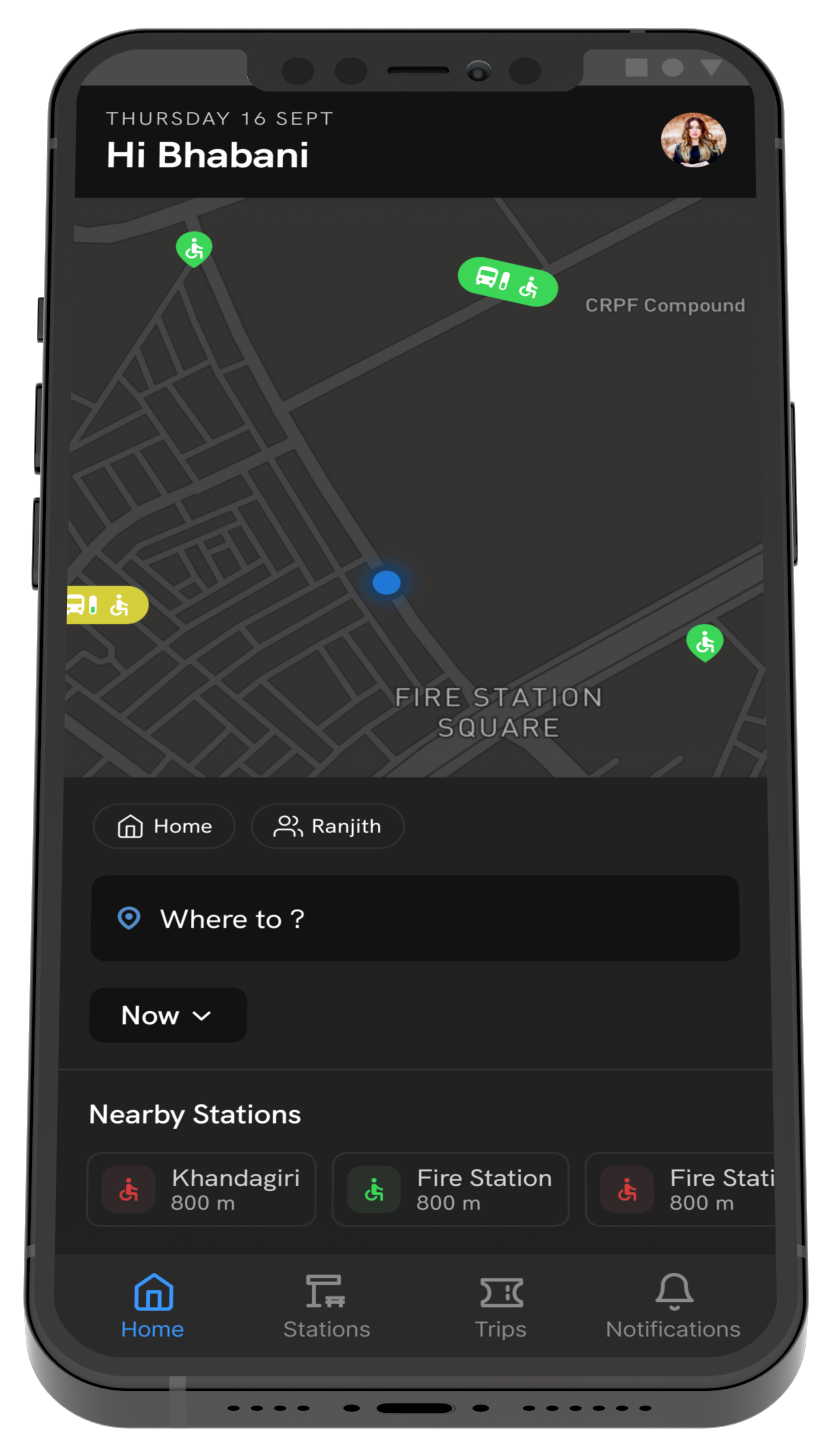 THURSDAY 16 SEPT
Hi Bhabani
CRPF Compound
FIRE STATION
SQUARE
Home
Ranjith
Where to ?
Now
Nearby Stations
Khandagiri
800 m
Fire Station
800 m
Fire Stati
800 m
Home
Stations
Trips
Notifications